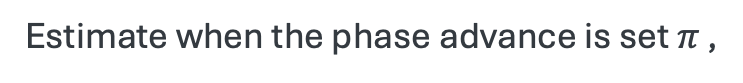 Estimate when the phase advance is set π ,